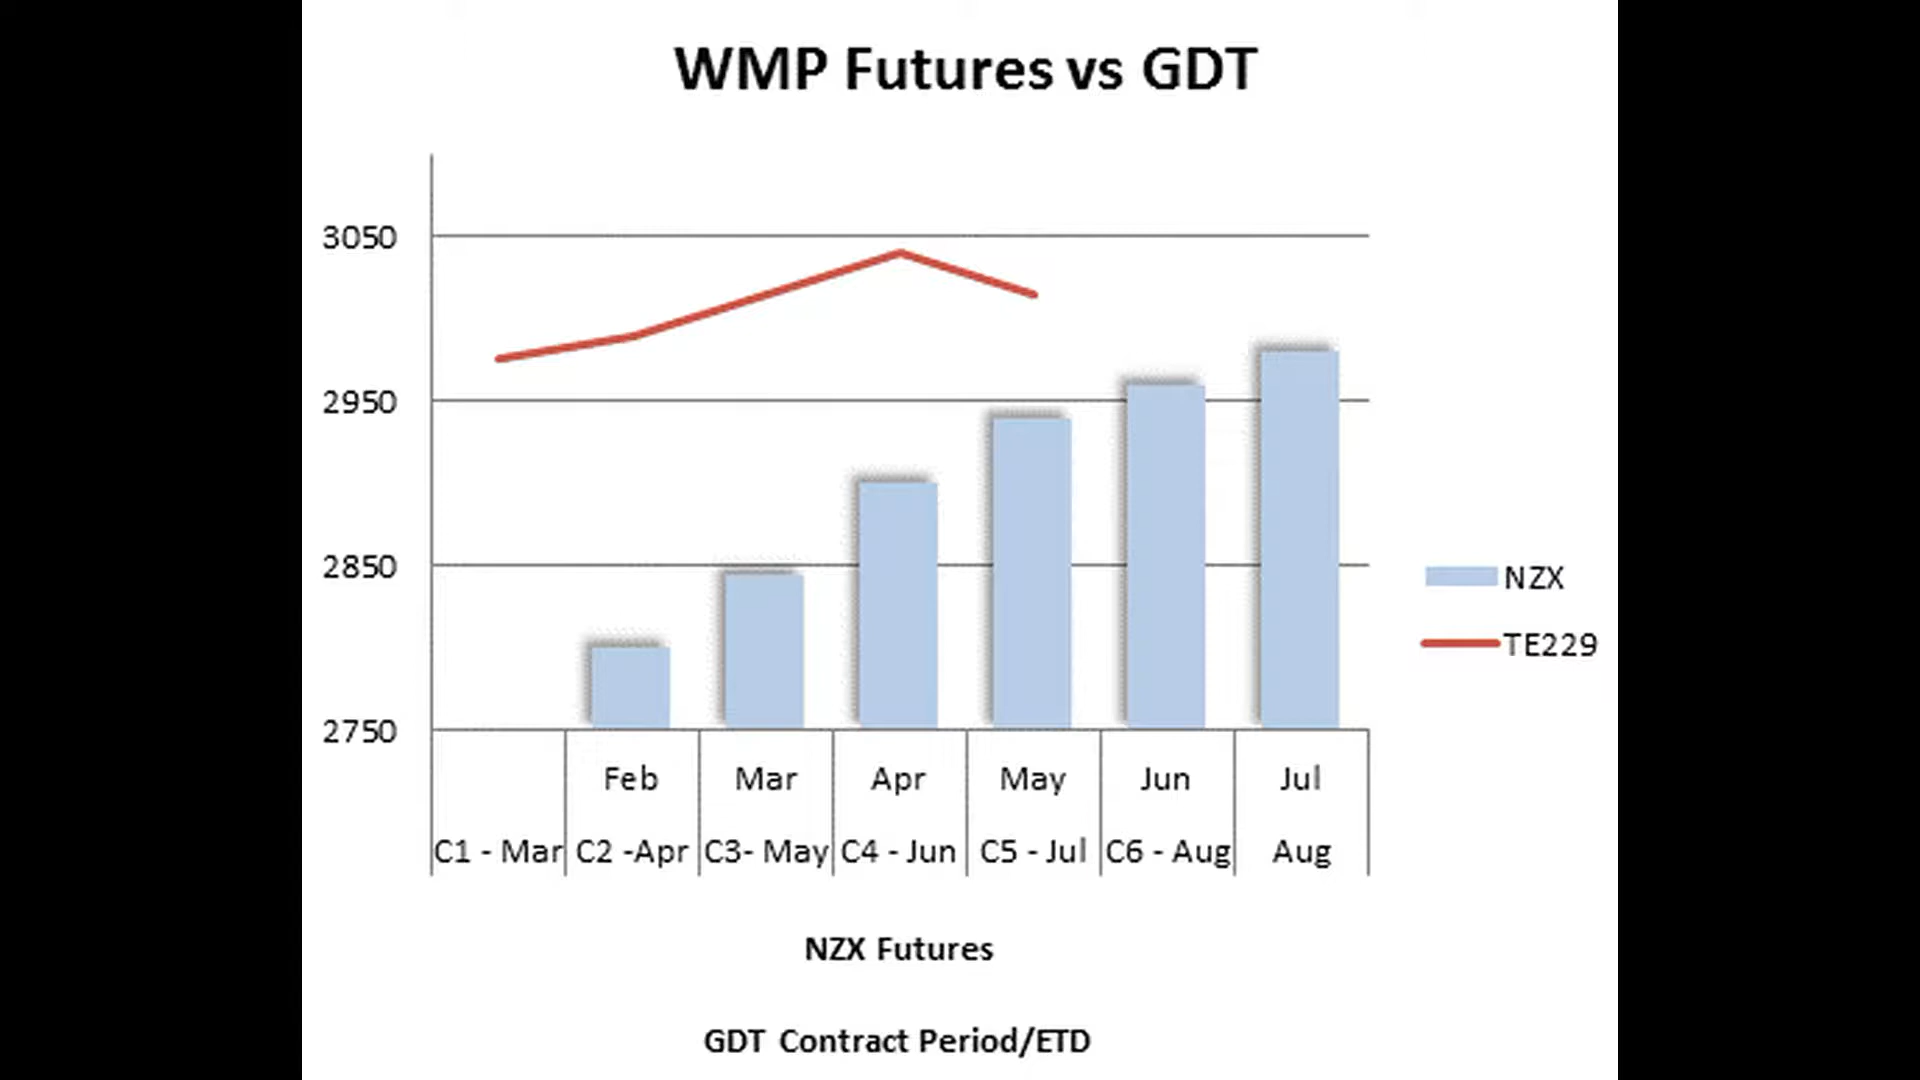 WMP Futures vs GDT
3050
2950
2850
2750
NZX
TE229
Feb Mar Apr May Jun Jul
C1 - Mar C2 -Apr C3- May C4 - Jun C5 - Jul C6 - Aug Aug
NZX Futures
GDT Contract Period/ETD